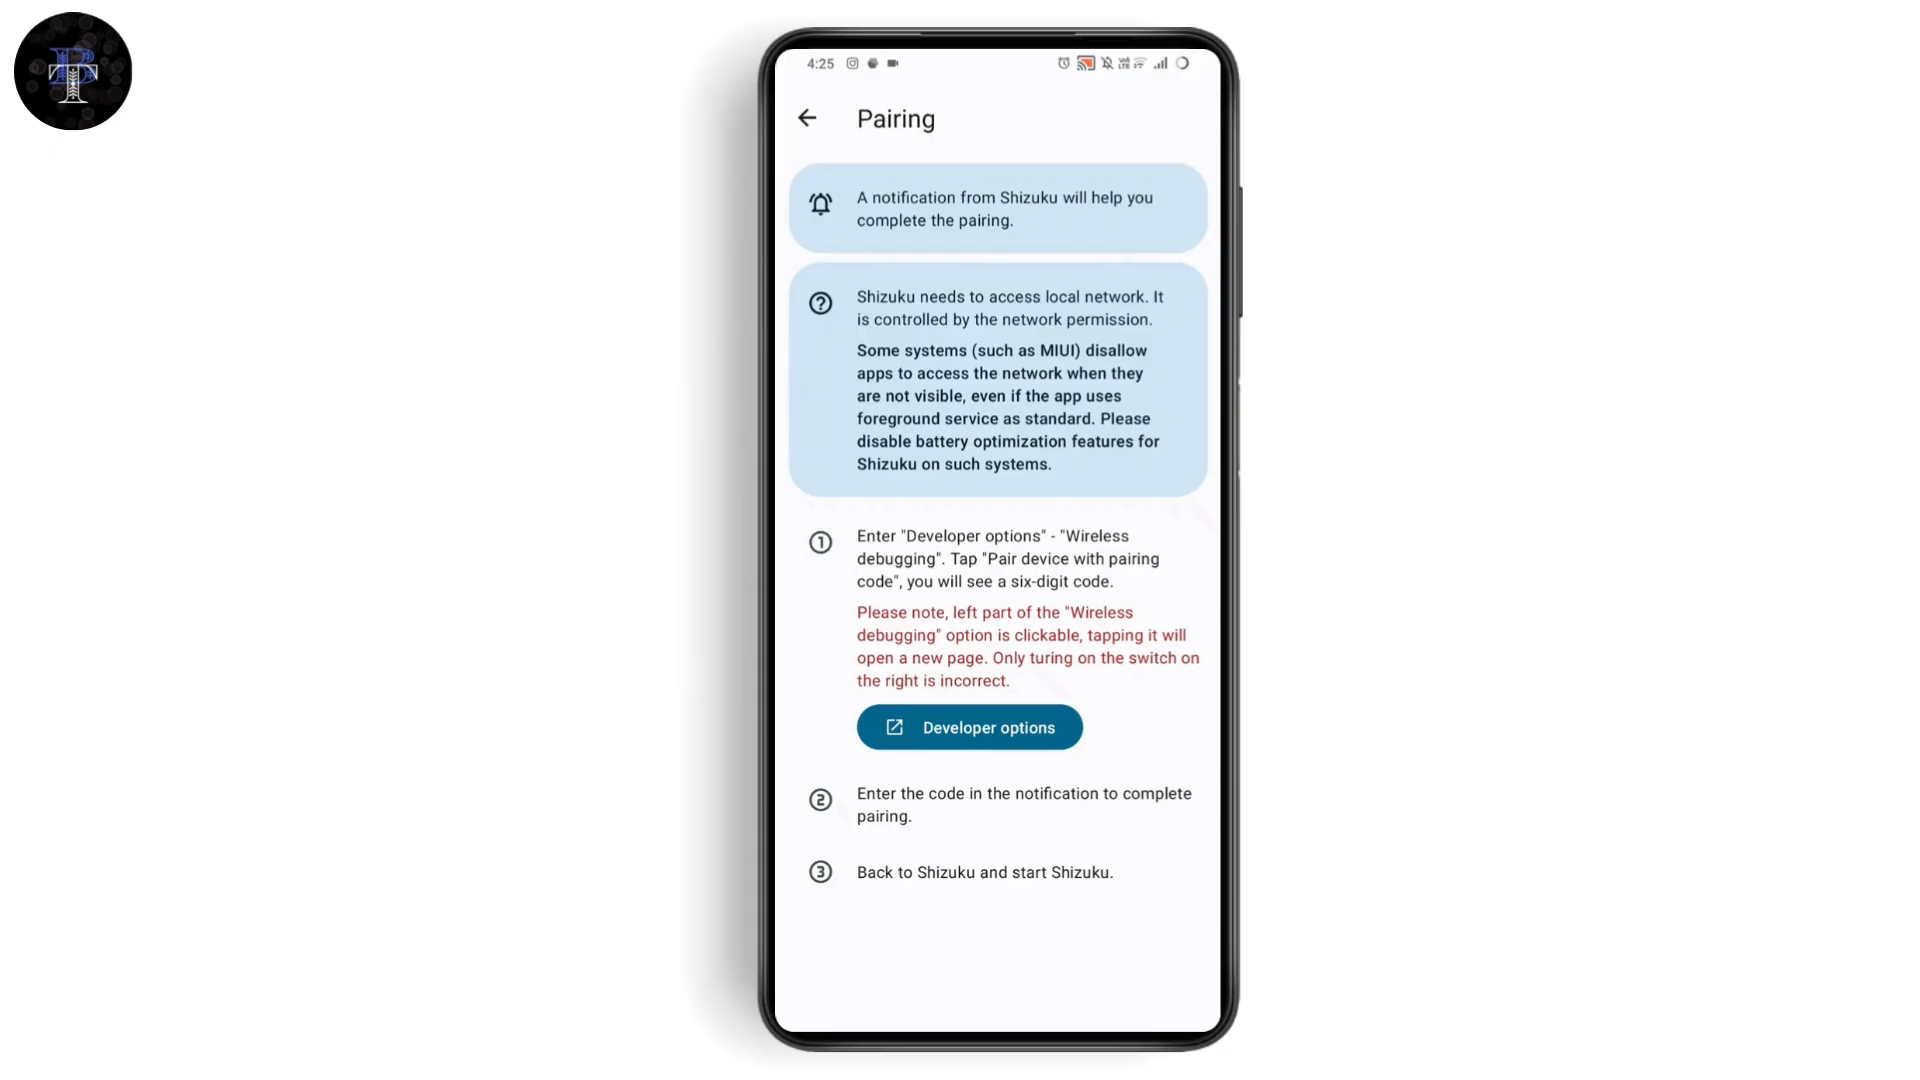 BT
4:25
Pairing
A notification from Shizuku will help you
complete the pairing.
Shizuku needs to access local network. It
is controlled by the network permission.
Some systems (such as MIUI) disallow
apps to access the network when they
are not visible, even if the app uses
foreground service as standard. Please
disable battery optimization features for
Shizuku on such systems.
1
Enter "Developer options" - "Wireless
debugging". Tap "Pair device with pairing
code", you will see a six-digit code.
Please note, left part of the "Wireless
debugging" option is clickable, tapping it will
open a new page. Only turing on the switch on
the right is incorrect.
Developer options
2
Enter the code in the notification to complete
pairing.
3
Back to Shizuku and start Shizuku.